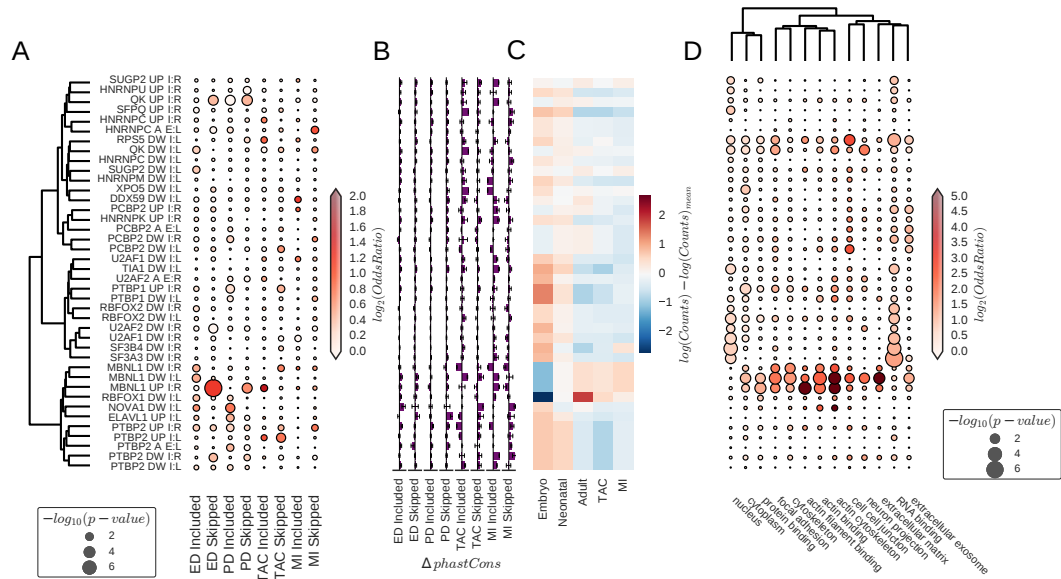 A
B
C
D
SUGP2 UP I:R
HNRNPU UP I:L
QK UP I:R
SFPQ UP I:R
HNRNPC UP I:R
HNRNPC A E:L
RPS5 DW I:L
QK DW I:L
HNRNPC DW I:L
SUGP2 DW I:L
HNRNPM DW I:L
XPO5 DW I:L
DDX59 DW I:L
PCBP2 UP I:R
HNRNPK UP I:R
PCBP2 A E:L
PCBP2 DW I:R
PCBP2 DW I:L
U2AF1 DW I:L
TIA1 DW I:L
U2AF2 A E:R
PTBP1 UP I:R
PTBP1 DW I:L
RBFOX2 DW I:R
RBFOX2 DW I:L
U2AF2 DW I:R
U2AF1 DW I:R
SF3B4 DW I:R
SF3A3 DW I:R
MBNL1 DW I:R
MBNL1 DW I:L
MBNL1 UP I:R
RBFOX1 DW I:L
NOVA1 DW I:L
ELAVL1 UP I:L
PTBP2 UP I:R
PTBP2 UP I:L
PTBP2 A E:L
PTBP2 DW I:R
PTBP2 DW I:L
2.0
1.8
1.6
1.4
1.2
1.0
0.8
0.6
0.4
0.2
0.0
log₂(OddsRatio)
ED Included
ED Skipped
PD Included
PD Skipped
TAC Included
TAC Skipped
MI Included
MI Skipped
−log₁₀(p − value)
2
4
6
ED Included
ED Skipped
PD Included
PD Skipped
TAC Included
TAC Skipped
MI Included
MI Skipped
Δ phastCons
Embryo
Neonatal
Adult
TAC
MI
2
1
0
−1
−2
log(Counts) − log(Counts)mean
nucleus
cytoplasm
protein binding
focal adhesion
cytoskeleton
actin filament binding
actin binding
actin cytoskeleton
cell cell junction
neuron projection
extracellular matrix
RNA binding
extracellular exosome
5.0
4.5
4.0
3.5
3.0
2.5
2.0
1.5
1.0
0.5
0.0
log₂(OddsRatio)
−log₁₀(p − value)
2
4
6